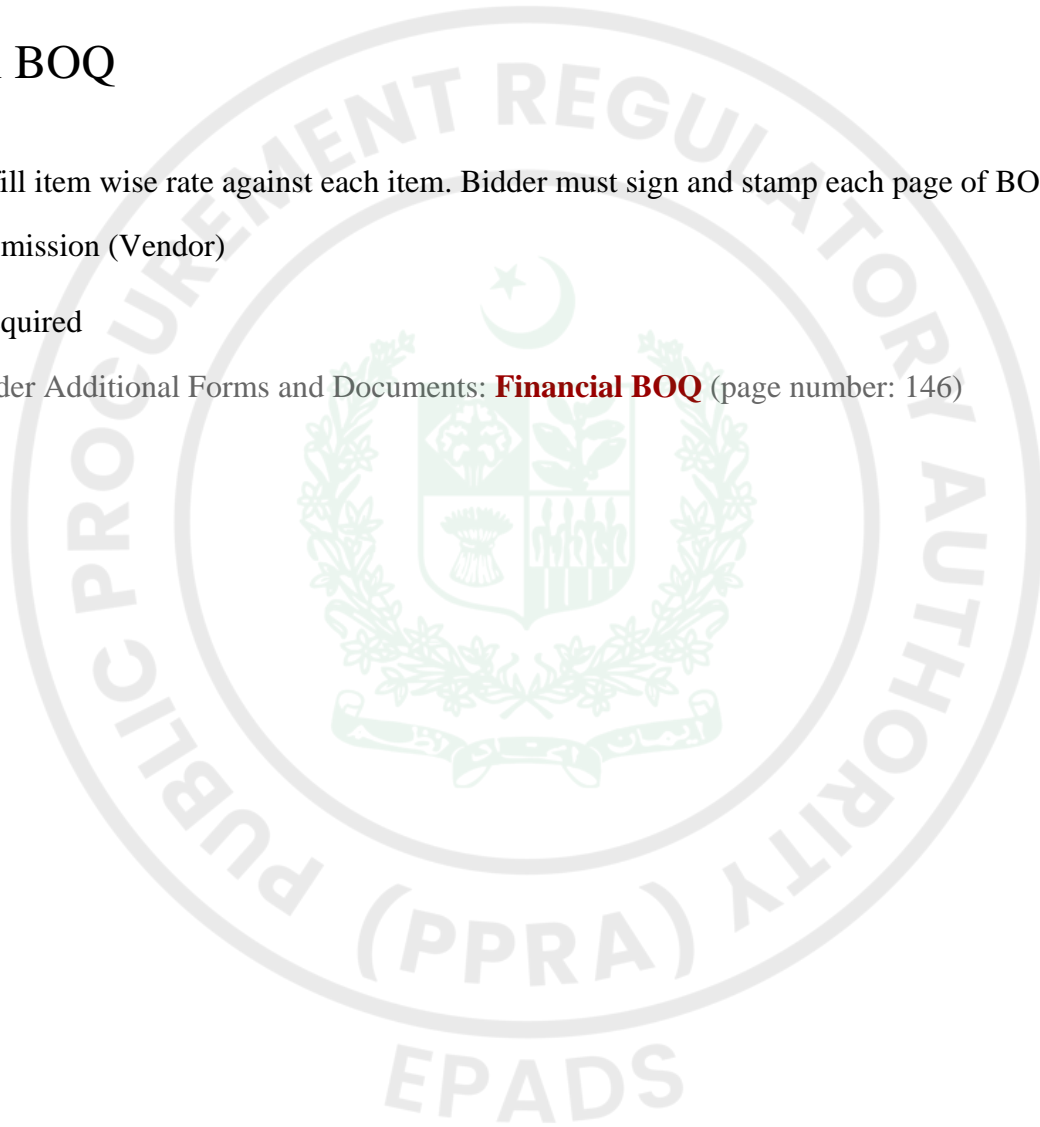 BOQ
ill item wise rate against each item. Bidder must sign and stamp each page of BO
mission (Vendor)
quired
der Additional Forms and Documents: Financial BOQ (page number: 146)
PUBLIC PROCUREMENT REGULATORY AUTHORITY
(PPRA)
EPADS